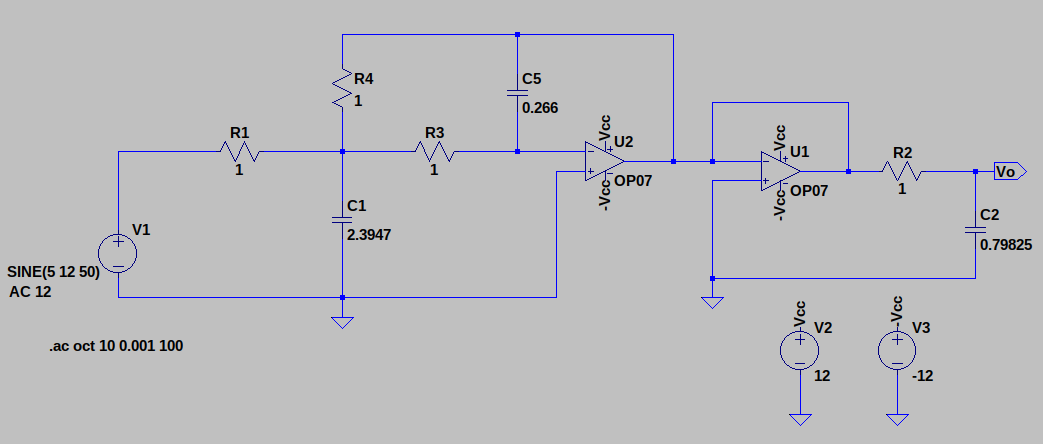 R4
1
C5
0.266
R1
1
R3
1
Vcc
U2
OP07
-Vcc
Vcc
U1
OP07
-Vcc
R2
1
Vo
C1
2.3947
C2
0.79825
V1
SINE(5 12 50)
AC 12
.ac oct 10 0.001 100
Vcc
V2
12
-Vcc
V3
-12